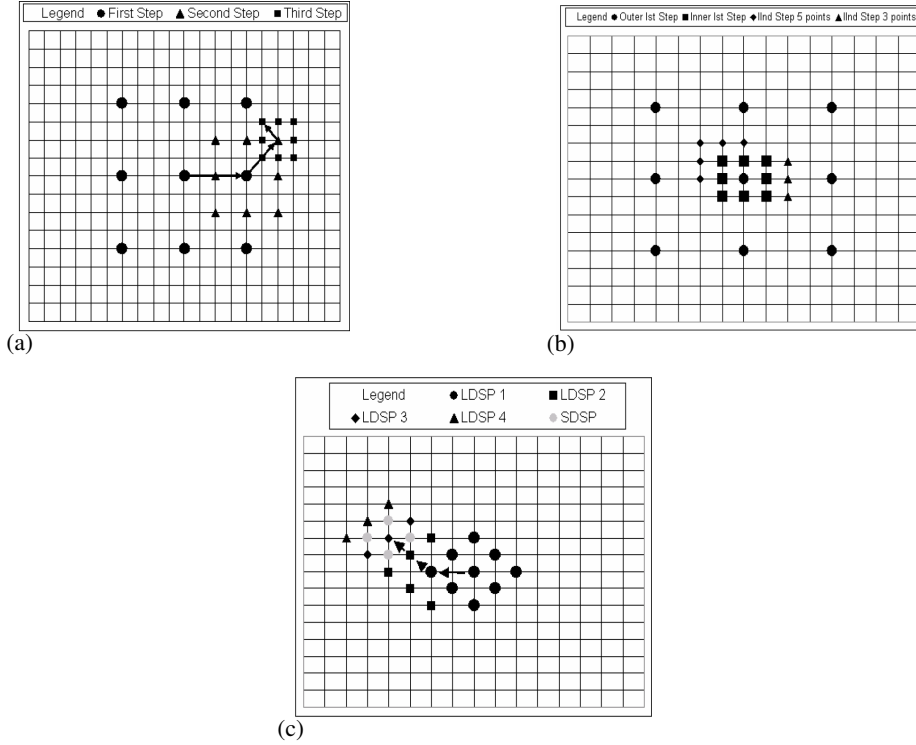 Legend First Step Second Step Third Step
(a)
Legend Outer Ist Step Inner Ist Step IInd Step 5 points IInd Step 3 points
(b)
Legend LDSP 1 LDSP 2
LDSP 3 LDSP 4 SDSP
(c)